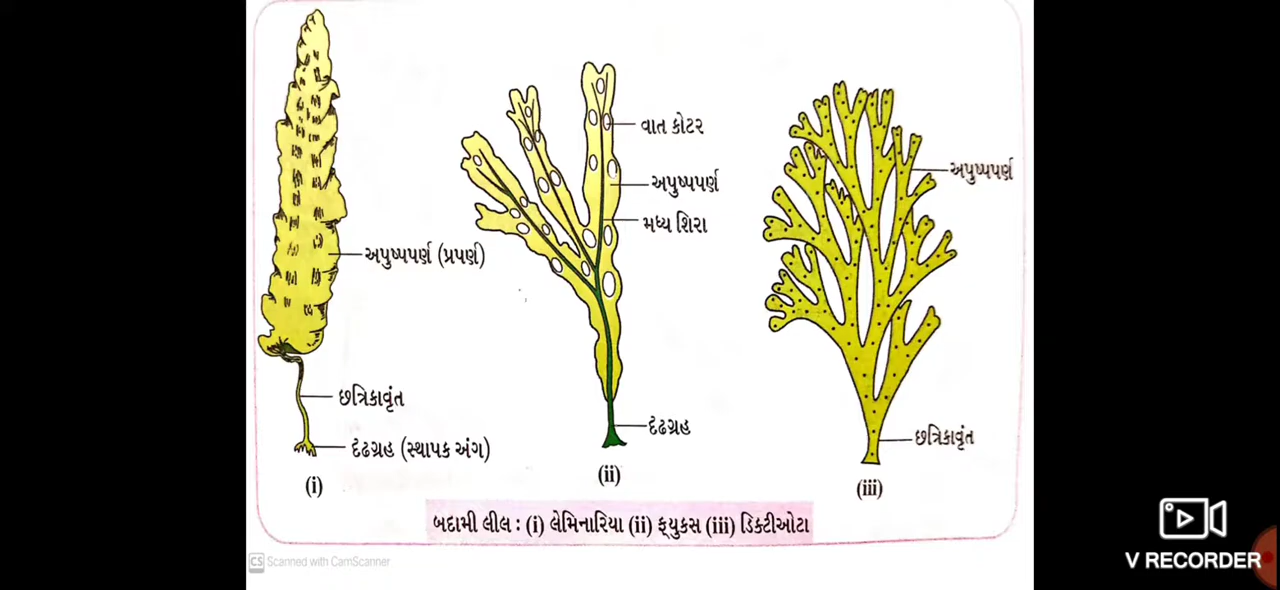 વાત કોટર
અપુષ્પપર્ણ
અપુષ્પપર્ણ
મધ્ય શિરા
અપુષ્પપર્ણ (પ્રપર્ણ)
છત્રિકાવૃંત
દૃઢગ્રહ
છત્રિકાવૃંત
દૃઢગ્રહ (સ્થાપક અંગ)
(i)
(ii)
(iii)
બદામી લીલ : (i) લેમિનારિયા (ii) ફ્યુકસ (iii) ડિક્ટીઓટા
CS Scanned with CamScanner
V RECORDER